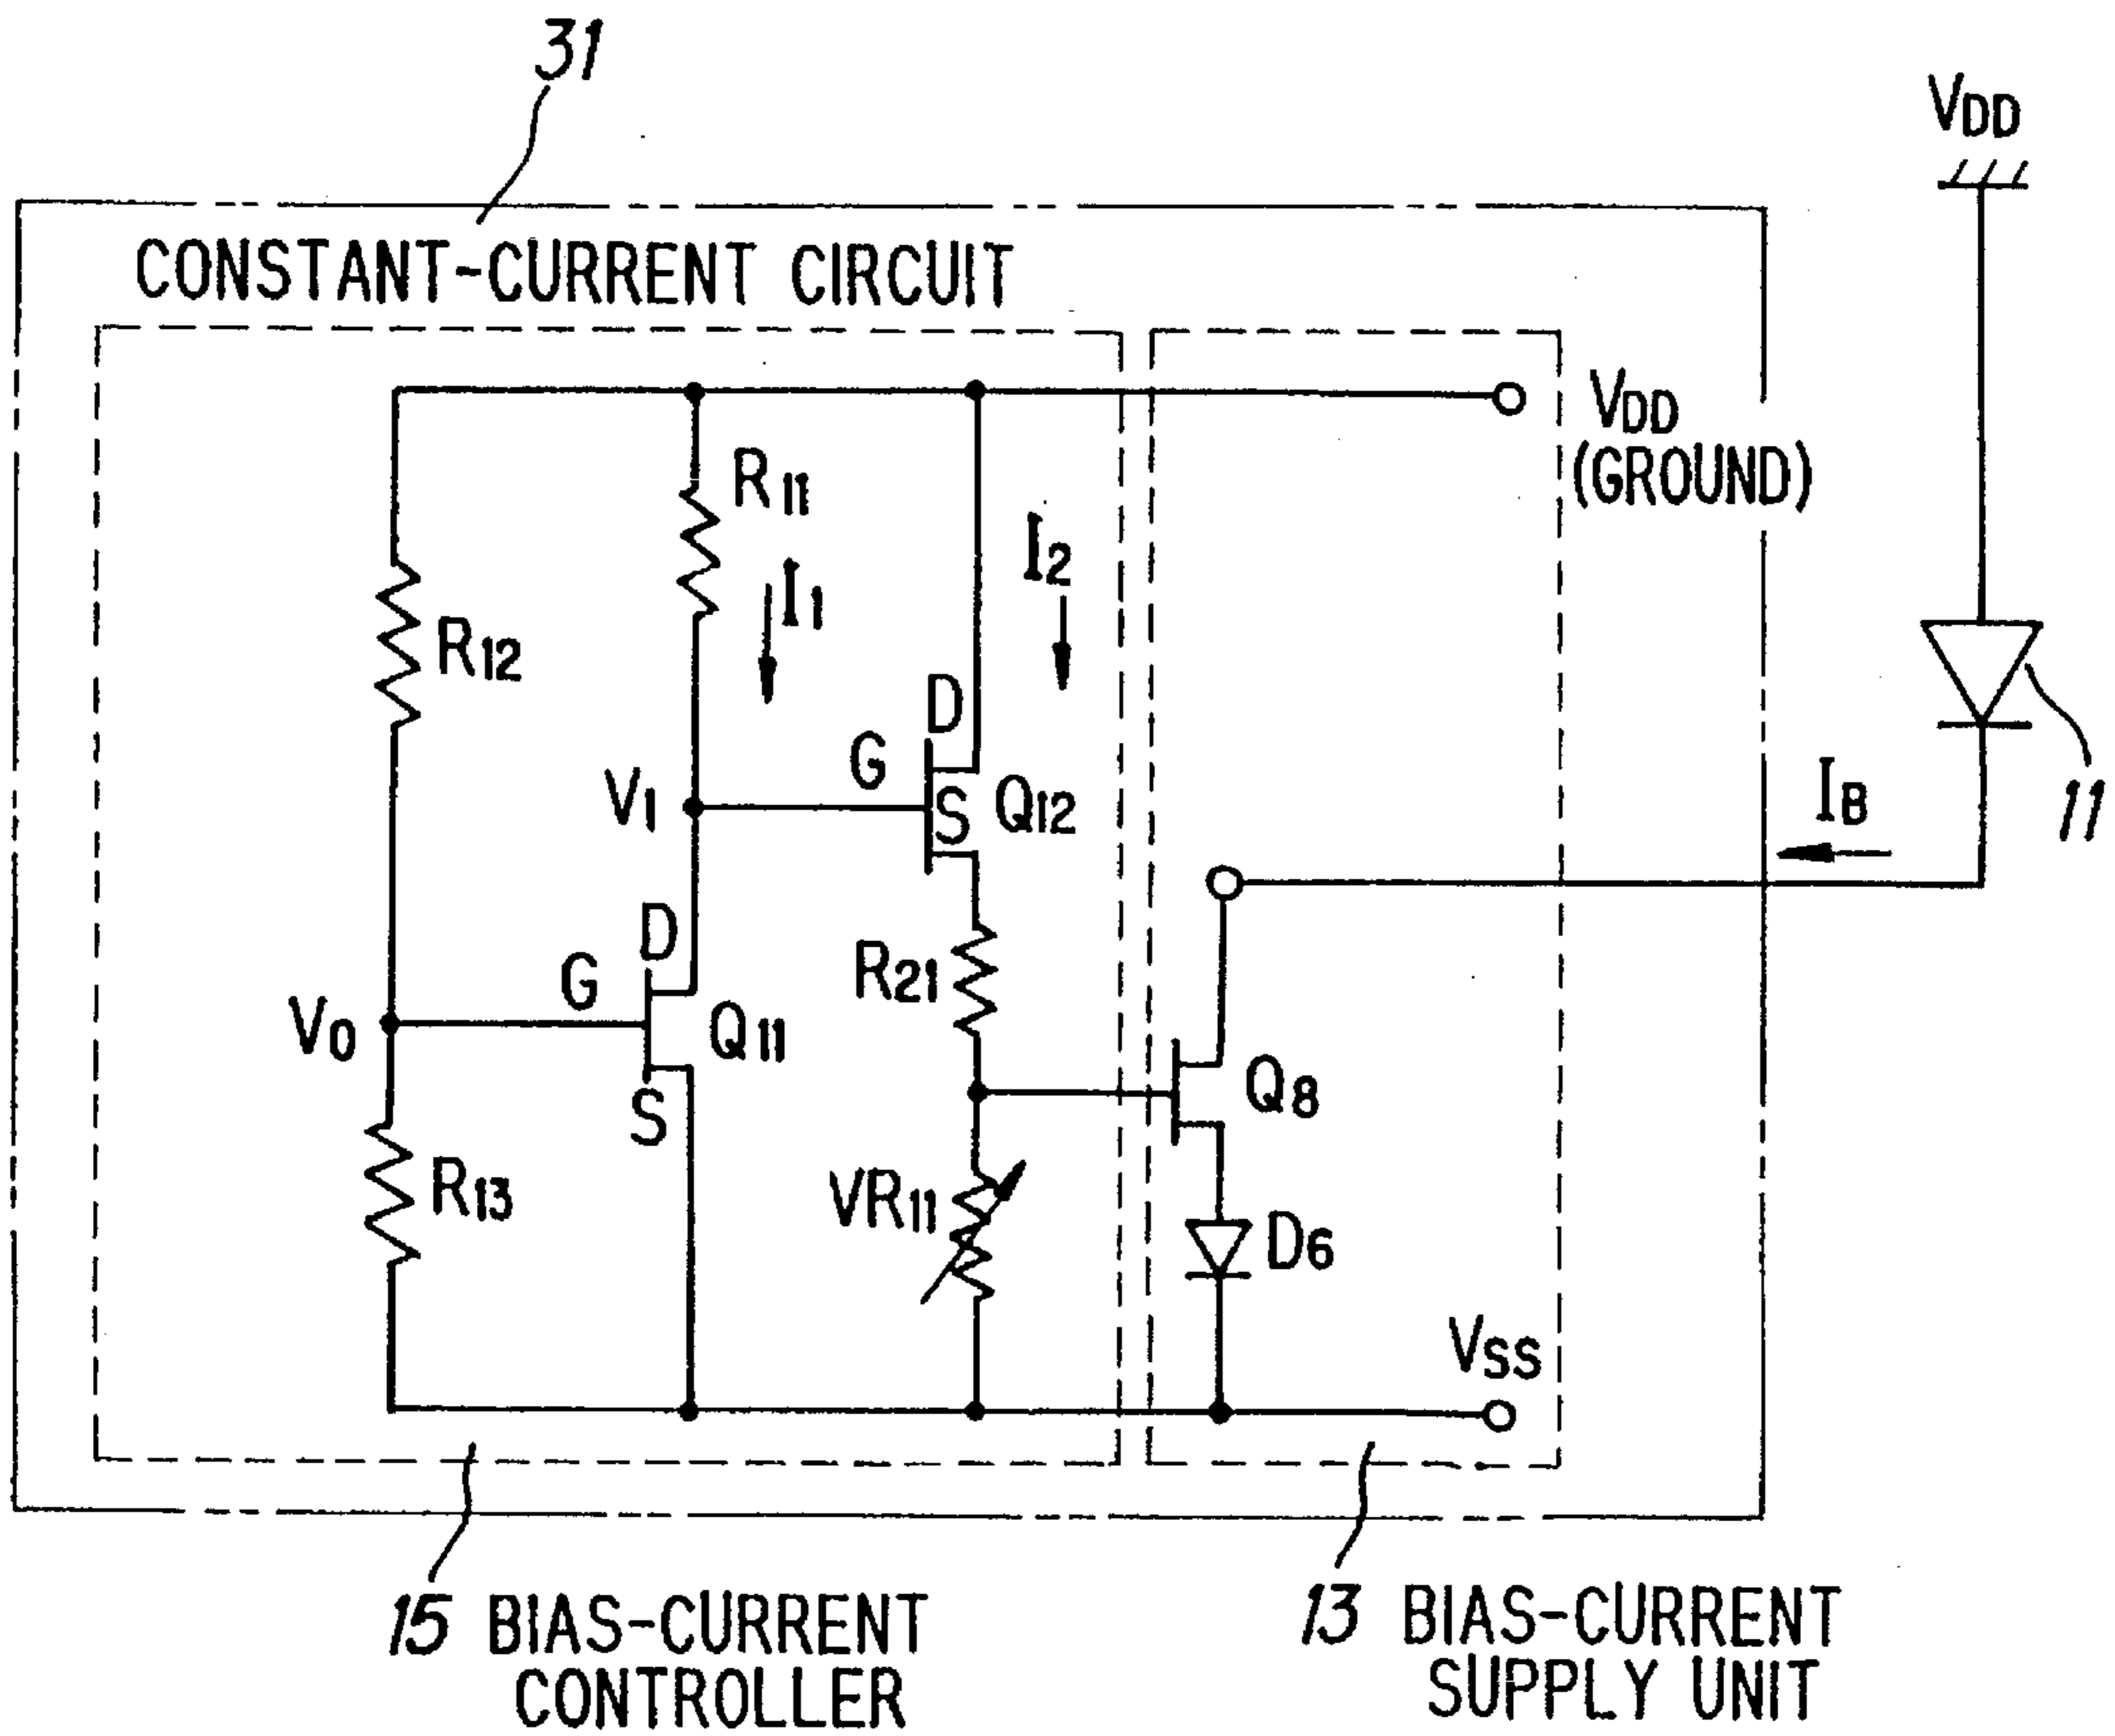 31
VDD
CONSTANT-CURRENT CIRCUIT
VDD
(GROUND)
R11
I1
I2
R12
D
G
S
Q12
V1
IB
11
D
G
Q11
S
R21
V0
Q8
R13
VR11
D6
VSS
15 BIAS-CURRENT
CONTROLLER
13 BIAS-CURRENT
SUPPLY UNIT